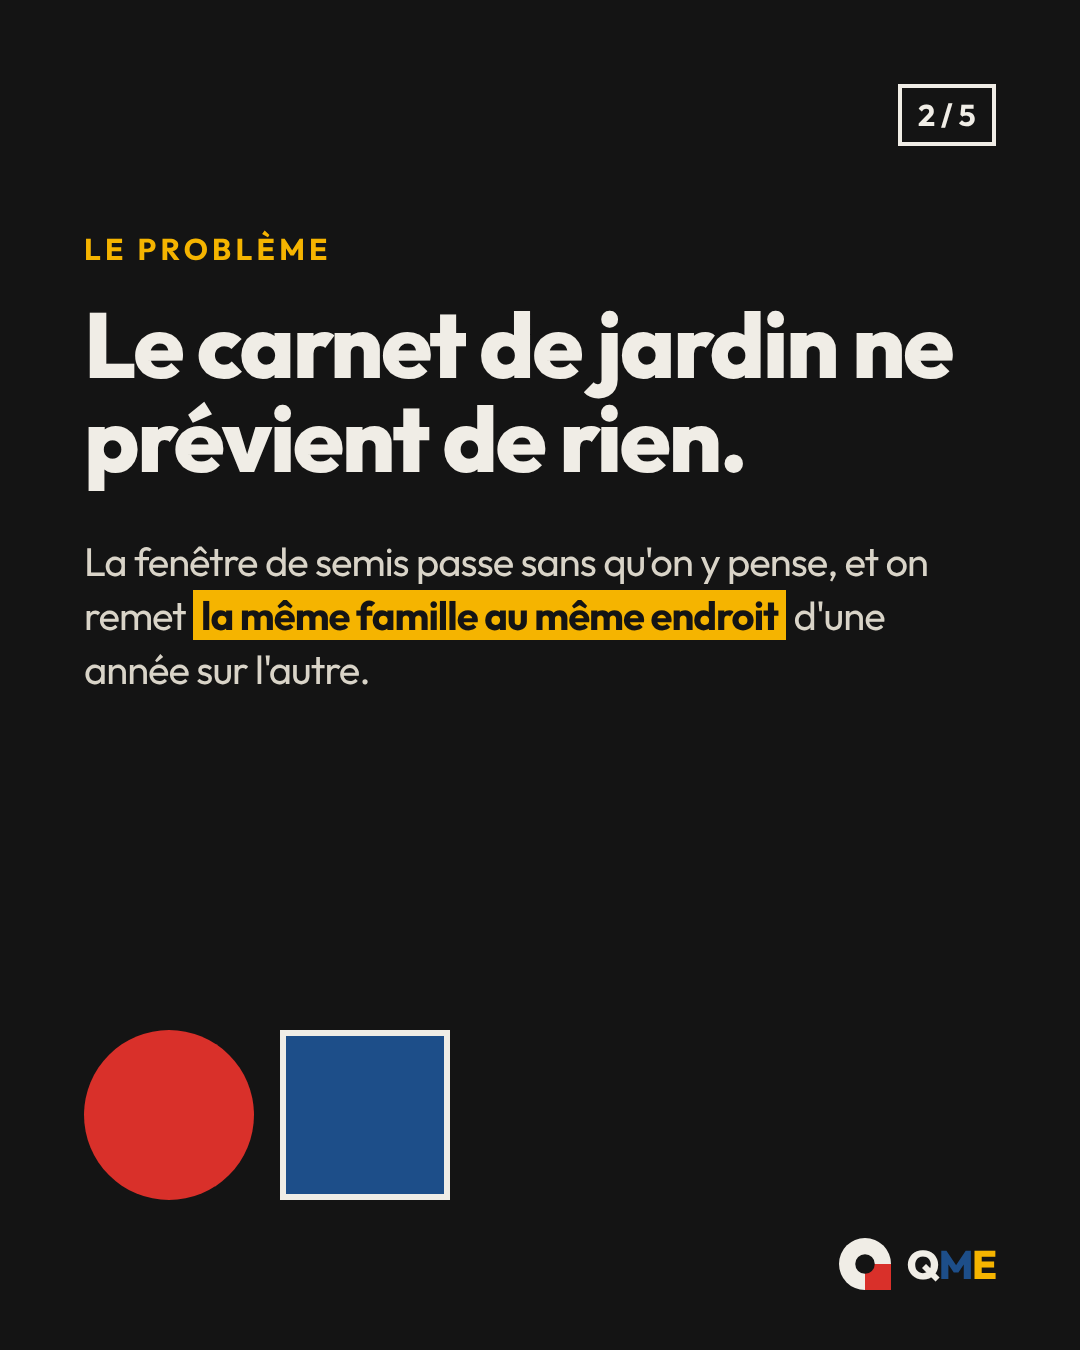 2 / 5
LE PROBLÈME
Le carnet de jardin ne
prévient de rien.
La fenêtre de semis passe sans qu'on y pense, et on
remet la même famille au même endroit d'une
année sur l'autre.
QME